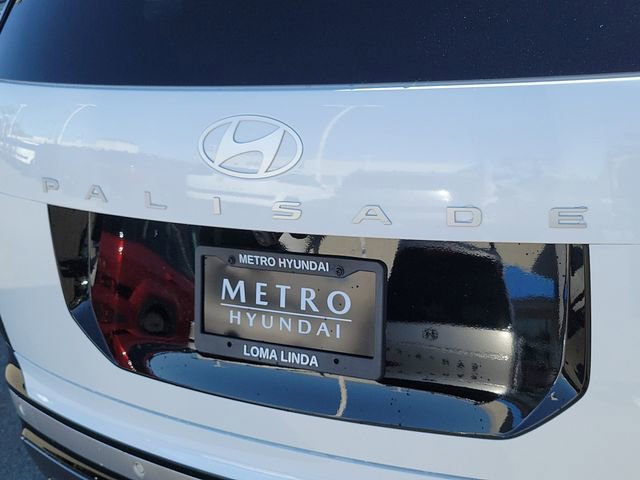 PALISADE
METRO HYUNDAI
METRO
HYUNDAI
LOMA LINDA